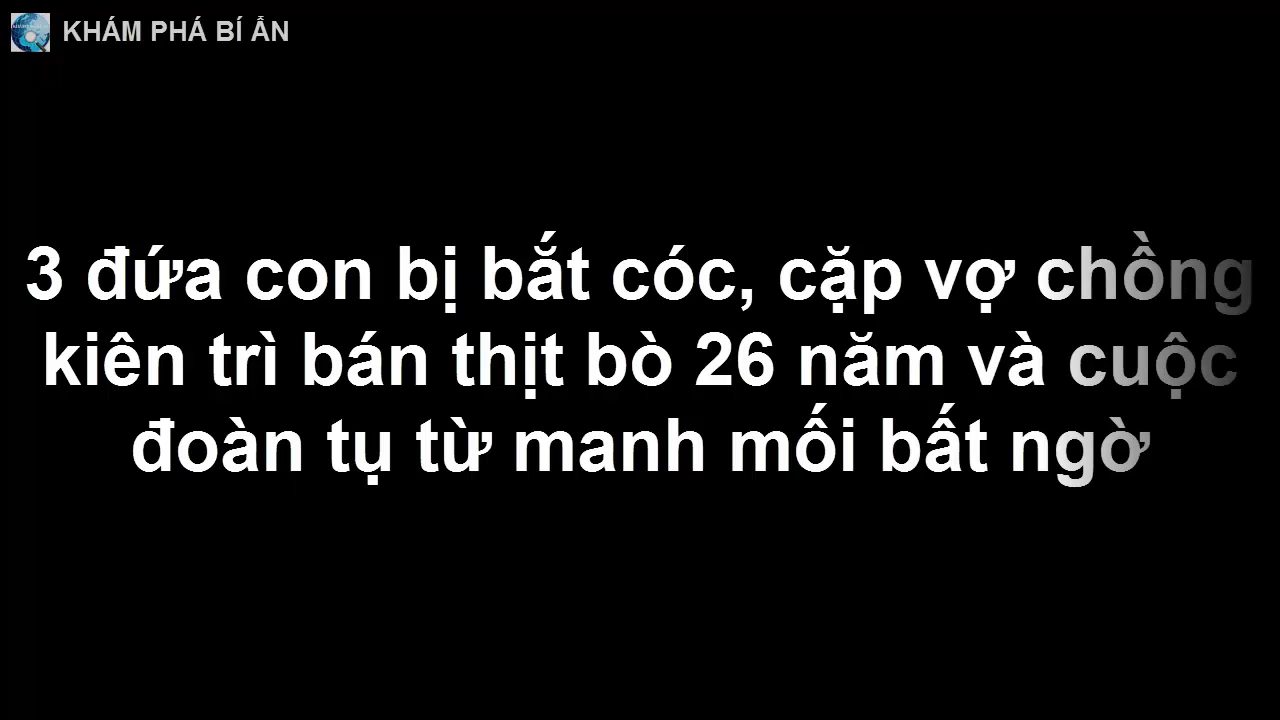 KHÁM PHÁ BÍ ẨN
3 đứa con bị bắt cóc, cặp vợ chồng
kiên trì bán thịt bò 26 năm và cuộc
đoàn tụ từ manh mối bất ngờ